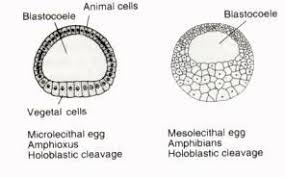 Animal cells
Blastocoele
Vegetal cells
Microlecithal egg
Amphioxus
Holoblastic cleavage
Blastocoele
Mesolecithal egg
Amphibians
Holoblastic cleavage